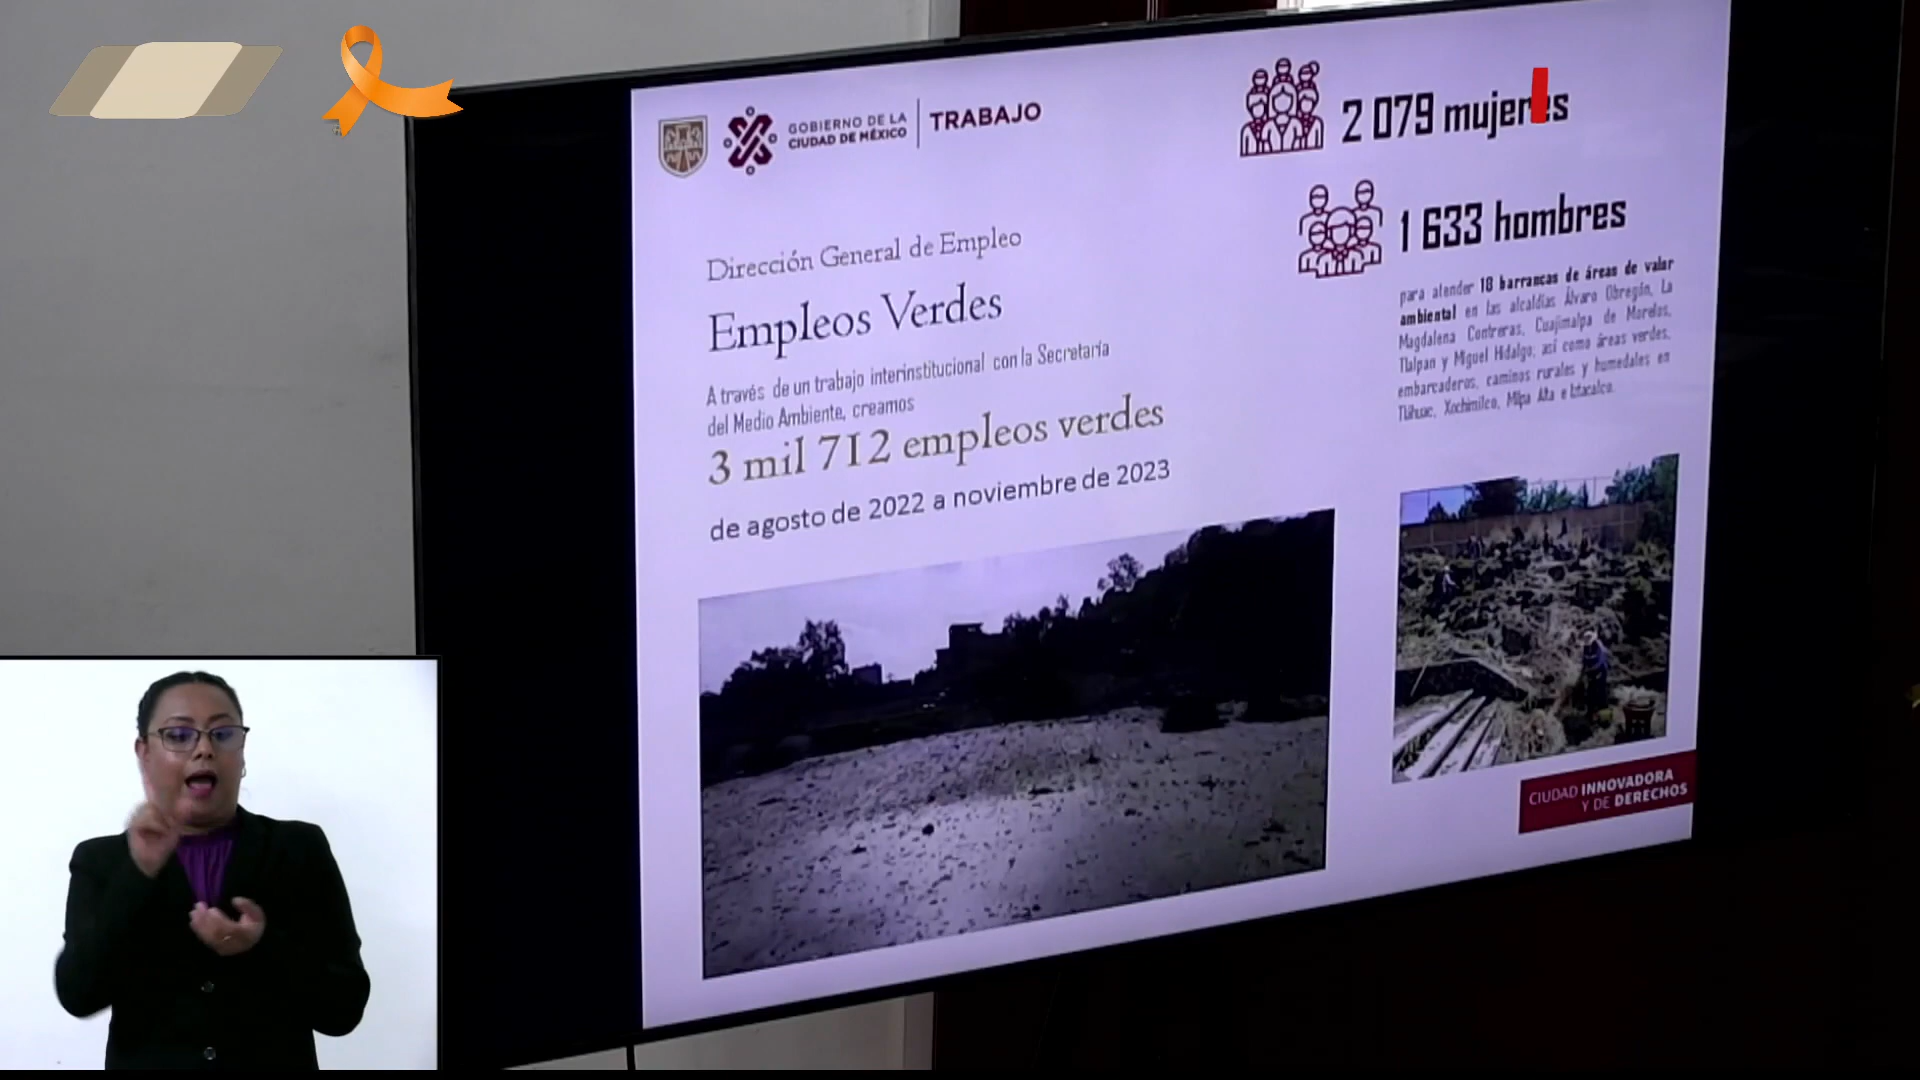 GOBIERNO DE LA
CIUDAD DE MÉXICO
TRABAJO
2 079 mujeres
1 633 hombres
Dirección General de Empleo
Empleos Verdes
A través de un trabajo interinstitucional con la Secretaría
del Medio Ambiente, creamos
3 mil 712 empleos verdes
de agosto de 2022 a noviembre de 2023
para atender 18 barrancas de áreas de valor
ambiental en las alcaldías Álvaro Obregón, La
Magdalena Contreras, Cuajimalpa de Morelos,
Tlalpan y Miguel Hidalgo; así como áreas verdes,
embarcaderos, caminos rurales y humedales en
Tláhuac, Xochimilco, Milpa Alta e Iztacalco.
CIUDAD INNOVADORA
Y DE DERECHOS